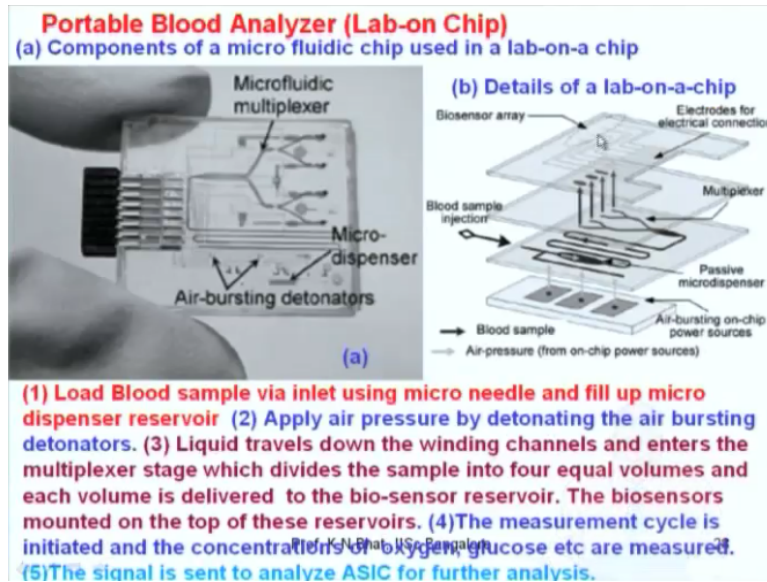 Portable Blood Analyzer (Lab-on Chip)
(a) Components of a micro fluidic chip used in a lab-on-a chip
Microfluidic
multiplexer
Micro-
dispenser
Air-bursting detonators
(a)
(b) Details of a lab-on-a-chip
Biosensor array
Electrodes for
electrical connectio
Multiplexer
Blood sample
injection
Passive
microdispenser
Air-bursting on-chip
power sources
Blood sample
Air-pressure (from on-chip power sources)
(1) Load Blood sample via inlet using micro needle and fill up micro
dispenser reservoir (2) Apply air pressure by detonating the air bursting
detonators. (3) Liquid travels down the winding channels and enters the
multiplexer stage which divides the sample into four equal volumes and
each volume is delivered to the bio-sensor reservoir. The biosensors
mounted on the top of these reservoirs. (4)The measurement cycle is
initiated and the concentrations of oxygen, glucose etc are measured.
Prof. K N Bhat, IISc Bangalore
(5)The signal is sent to analyze ASIC for further analysis.